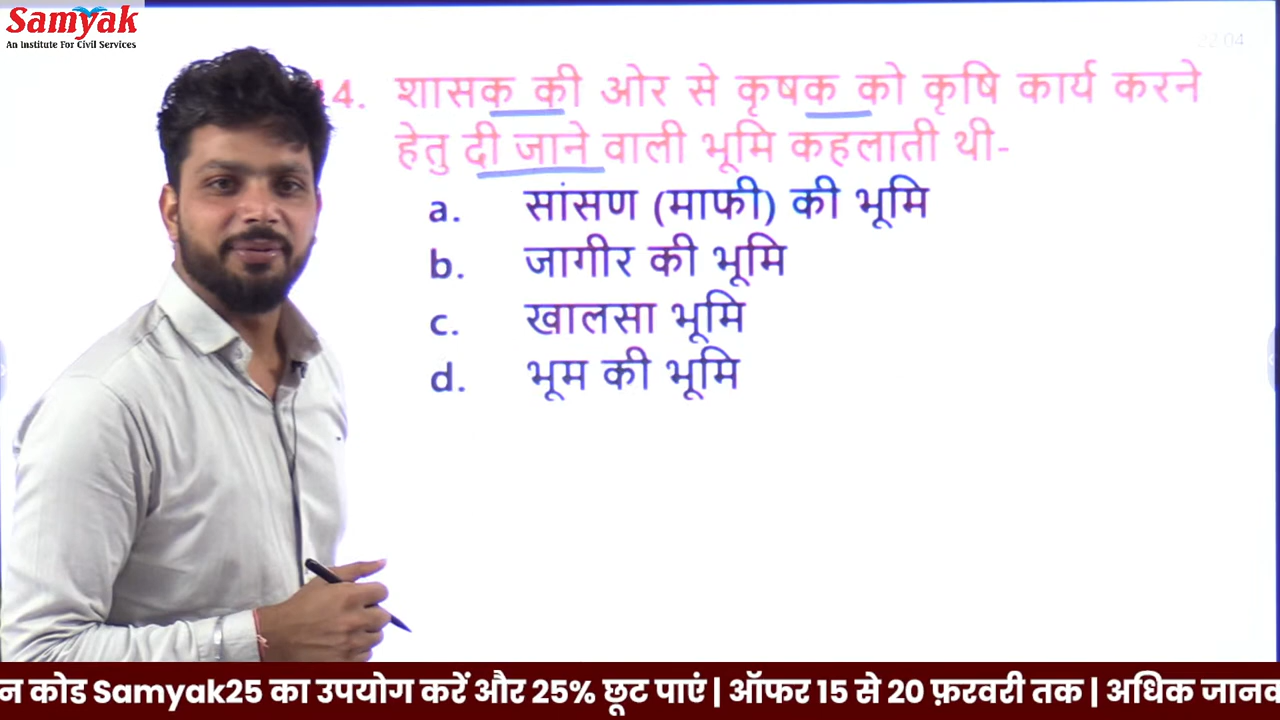 Samyak
An Institute For Civil Services
14. शासक की ओर से कृषक को कृषि कार्य करने
हेतु दी जाने वाली भूमि कहलाती थी-
a. सांसण (माफी) की भूमि
b. जागीर की भूमि
c. खालसा भूमि
d. भूम की भूमि
कोड Samyak25 का उपयोग करें और 25% छूट पाएं | ऑफर 15 से 20 फ़रवरी तक | अधिक